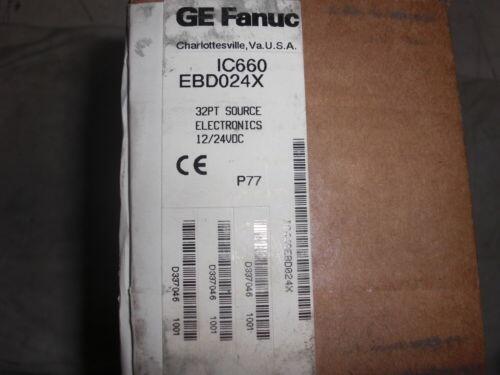 GE Fanuc
Charlottesville, Va. U.S.A.
IC660
EBD024X
32PT SOURCE
ELECTRONICS
12/24VDC
CE
P77
D337046 1001
D337046 1001
D337046 1001
IC660EBD024X